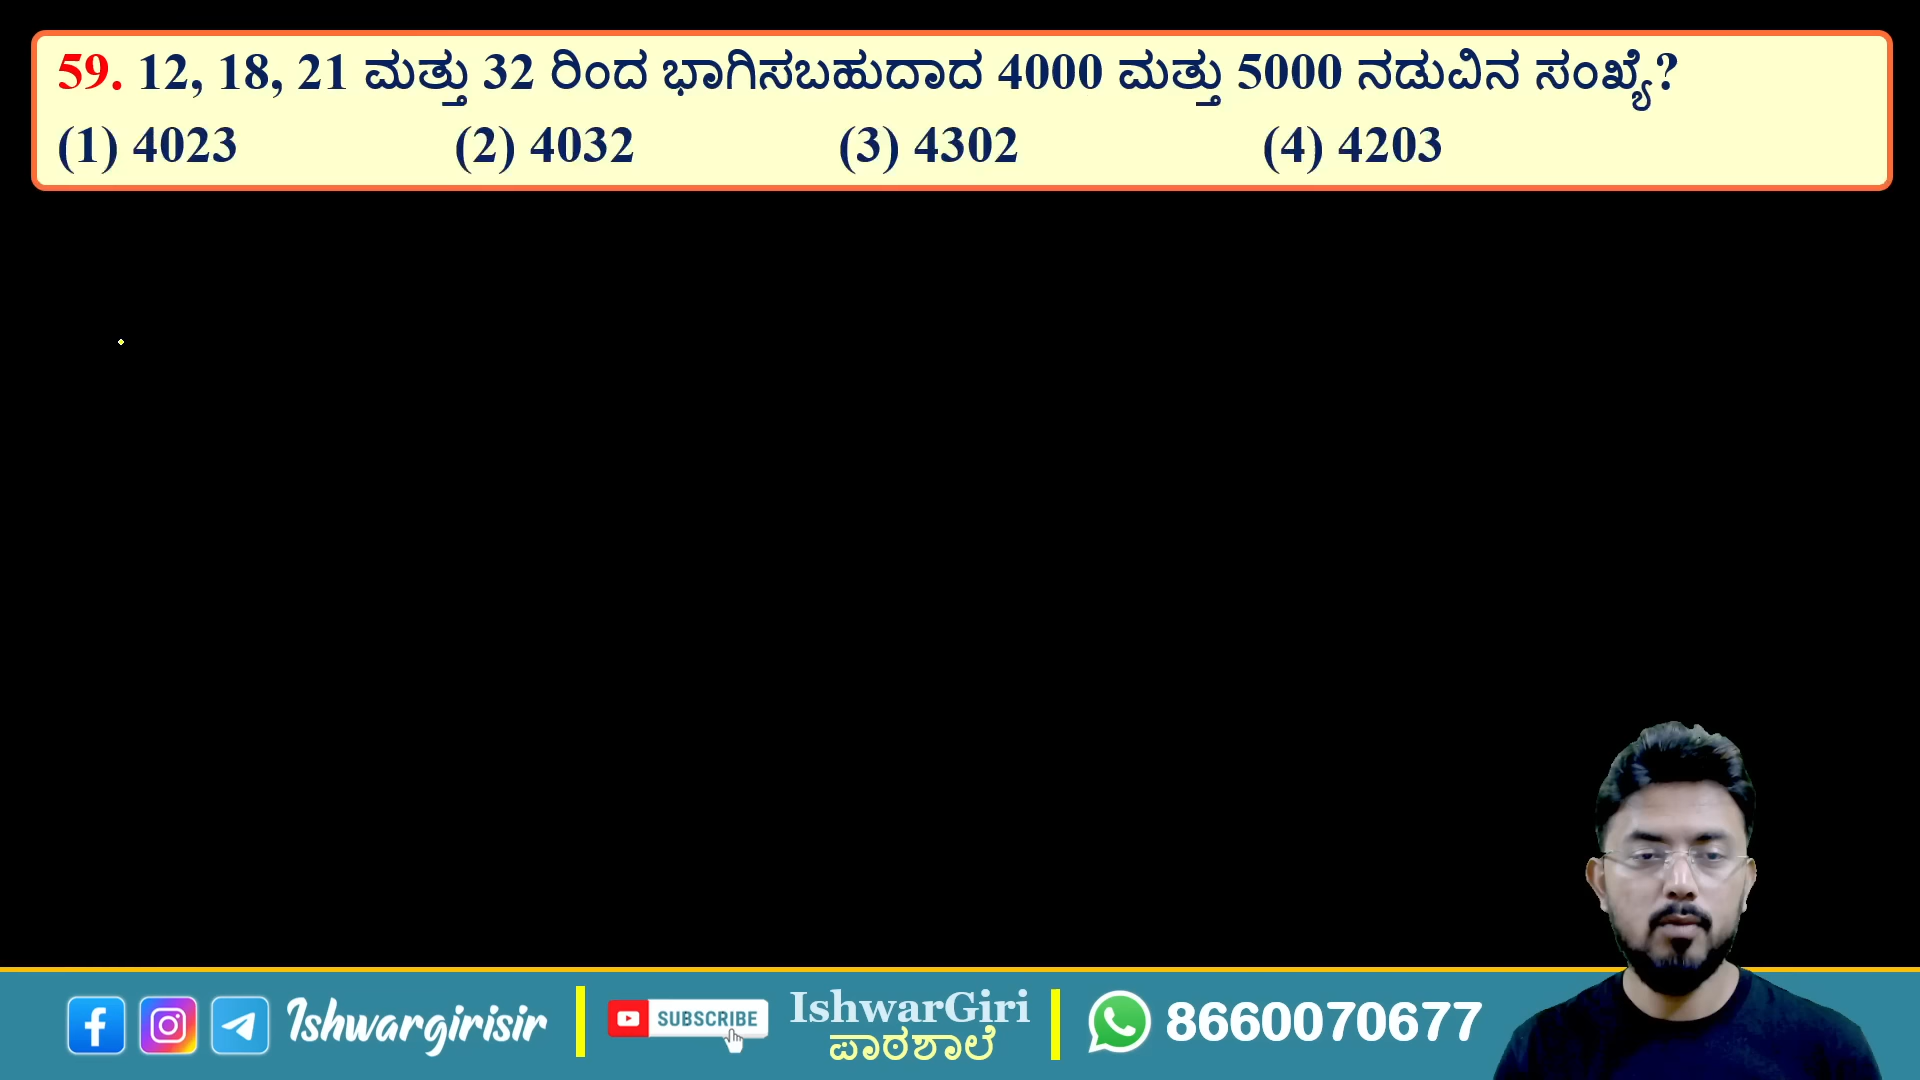 59. 12, 18, 21 ಮತ್ತು 32 ರಿಂದ ಭಾಗಿಸಬಹುದಾದ 4000 ಮತ್ತು 5000 ನಡುವಿನ ಸಂಖ್ಯೆ?
(1) 4023 (2) 4032 (3) 4302 (4) 4203
Ishwargirisir SUBSCRIBE IshwarGiri 8660070677
ಪಾಠಶಾಲೆ